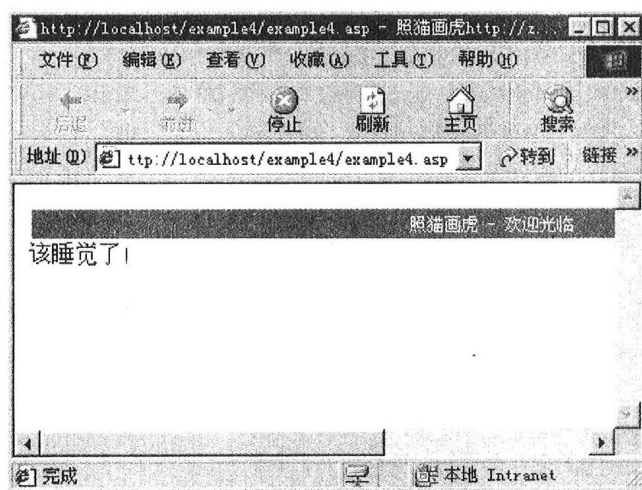 http://localhost/example4/example4.asp - 照猫画虎http://z...
文件(F) 编辑(E) 查看(V) 收藏(A) 工具(T) 帮助(H)
后退 前进 停止 刷新 主页 搜索 »
地址(D) ttp://localhost/example4/example4.asp 转到 链接 »
照猫画虎 - 欢迎光临
该睡觉了!
完成 本地 Intranet